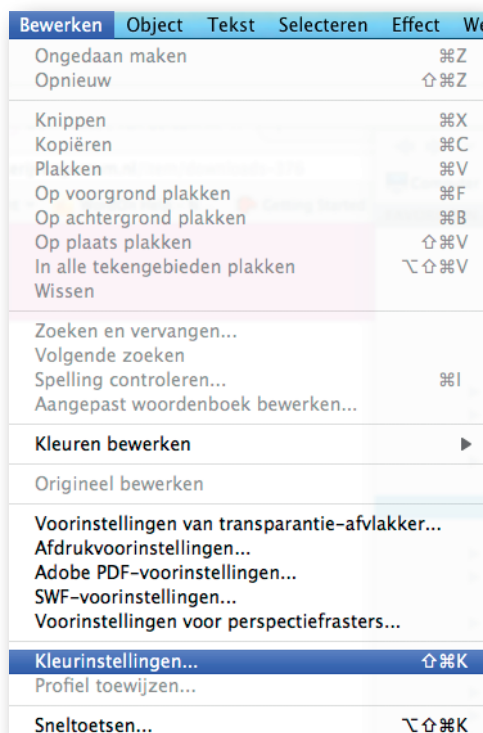 Bewerken Object Tekst Selecteren Effect We
Ongedaan maken ⌘Z
Opnieuw ⇧⌘Z
Knippen ⌘X
Kopiëren ⌘C
Plakken ⌘V
Op voorgrond plakken ⌘F
Op achtergrond plakken ⌘B
Op plaats plakken ⇧⌘V
In alle tekengebieden plakken ⌥⇧⌘V
Wissen
Zoeken en vervangen...
Volgende zoeken
Spelling controleren... ⌘I
Aangepast woordenboek bewerken...
Kleuren bewerken ▶
Origineel bewerken
Voorinstellingen van transparantie-afvlakker...
Afdrukvoorinstellingen...
Adobe PDF-voorinstellingen...
SWF-voorinstellingen...
Voorinstellingen voor perspectiefrasters...
Kleurinstellingen... ⇧⌘K
Profiel toewijzen...
Sneltoetsen... ⌥⇧⌘K